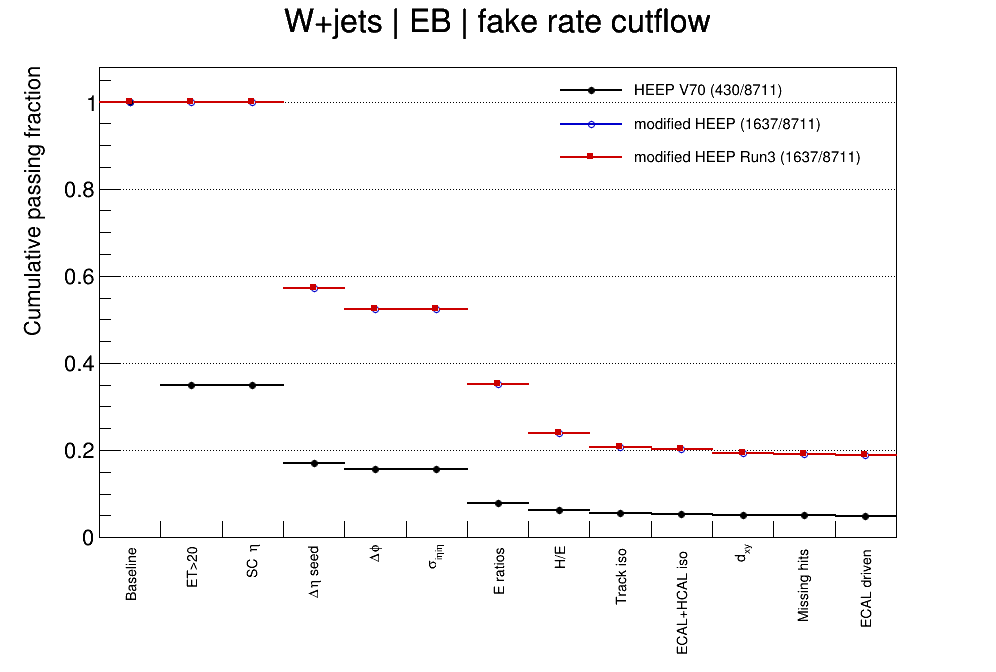 W+jets | EB | fake rate cutflow
Cumulative passing fraction
1
0.8
0.6
0.4
0.2
0
HEEP V70 (430/8711)
modified HEEP (1637/8711)
modified HEEP Run3 (1637/8711)
Baseline
ET>20
SC η
Δη seed
Δϕ
σiηiη
E ratios
H/E
Track iso
ECAL+HCAL iso
dxy
Missing hits
ECAL driven